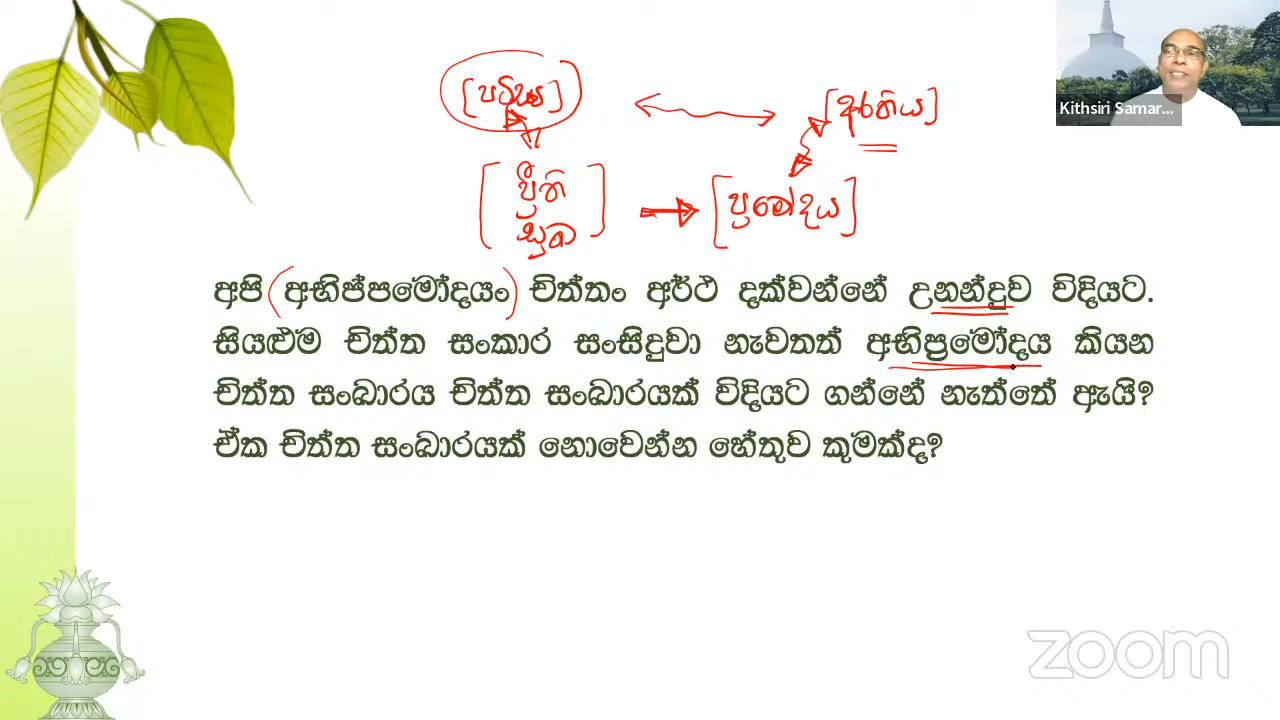 [පටිඝය] [අරතිය]
[ප්‍රීති [ප්‍රමෝදය]
සුඛ]
Kithsiri Samar...
අපි (අභිප්පමෝදයං) චිත්තං අර්ථ දක්වන්නේ උනන්දුව විදියට.
සියළුම චිත්ත සංකාර සංසිදුවා නැවතත් අභිප්‍රමෝදය කියන
චිත්ත සංඛාරය චිත්ත සංඛාරයක් විදියට ගන්නේ නැත්තේ ඇයි?
ඒක චිත්ත සංඛාරයක් නොවෙන්න හේතුව කුමක්ද?
zoom